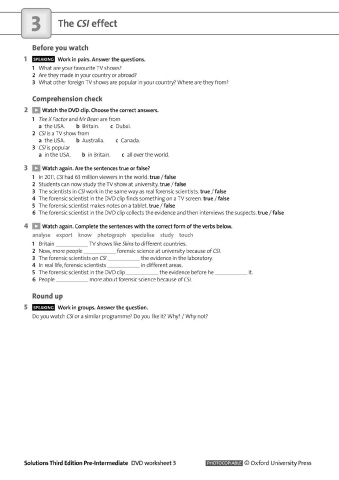 3
The CSI effect
Before you watch
1 SPEAKING Work in pairs. Answer the questions.
1 What are your favourite TV shows?
2 Are they made in your country or abroad?
3 What other foreign TV shows are popular in your country? Where are they from?
Comprehension check
2 Watch the DVD clip. Choose the correct answers.
1 The X Factor and Mr Bean are from
a the USA. b Britain. c Dubai.
2 CSI is a TV show from
a the USA. b Australia. c Canada.
3 CSI is popular
a in the USA. b in Britain. c all over the world.
3 Watch again. Are the sentences true or false?
1 In 2011, CSI had 63 million viewers in the world. true / false
2 Students can now study the TV show at university. true / false
3 The scientists in CSI work in the same way as real forensic scientists. true / false
4 The forensic scientist in the DVD clip finds something on a TV screen. true / false
5 The forensic scientist makes notes on a tablet. true / false
6 The forensic scientist in the DVD clip collects the evidence and then interviews the suspects. true / false
4 Watch again. Complete the sentences with the correct form of the verbs below.
analyse export know photograph specialise study touch
1 Britain ____________ TV shows like Skins to different countries.
2 Now, more people ____________ forensic science at university because of CSI.
3 The forensic scientists on CSI ____________ the evidence in the laboratory.
4 In real life, forensic scientists ____________ in different areas.
5 The forensic scientist in the DVD clip ____________ the evidence before he ____________ it.
6 People ____________ more about forensic science because of CSI.
Round up
5 SPEAKING Work in groups. Answer the question.
Do you watch CSI or a similar programme? Do you like it? Why? / Why not?
Solutions Third Edition Pre-Intermediate DVD worksheet 3 PHOTOCOPIABLE © Oxford University Press